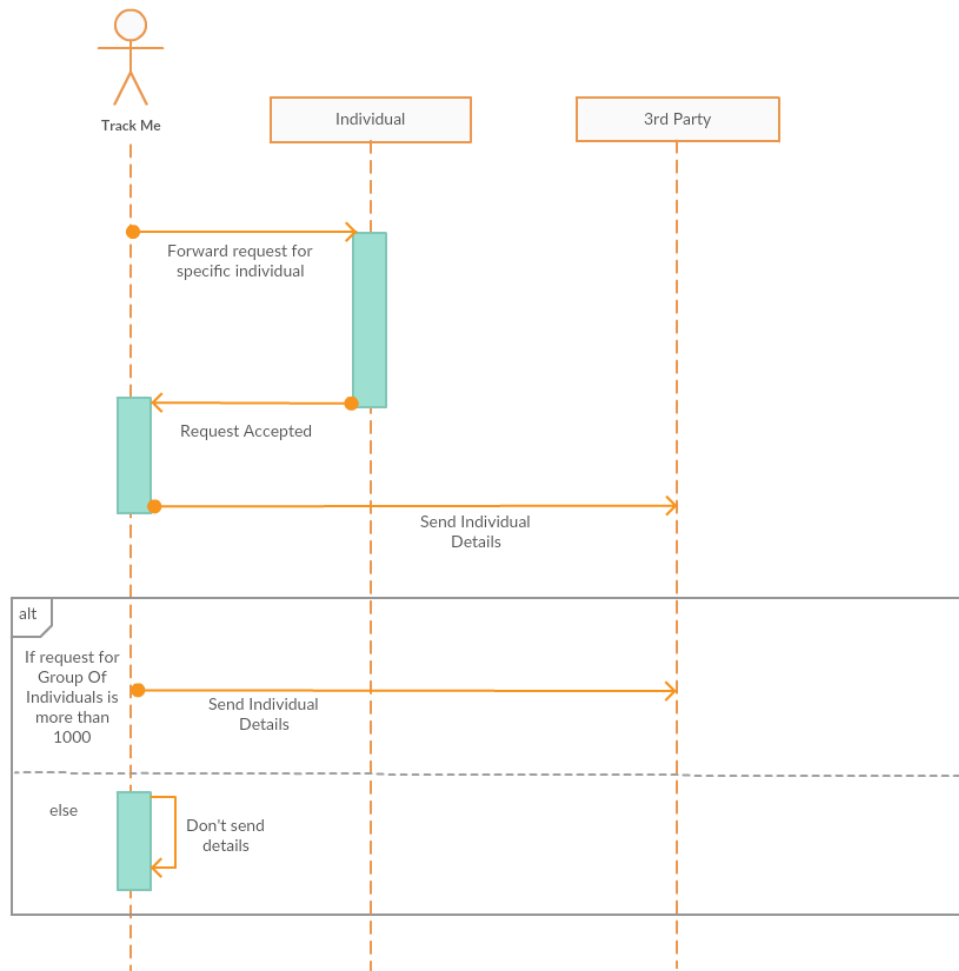 Track Me
Individual
3rd Party
Forward request for
specific individual
Request Accepted
Send Individual
Details
alt
If request for
Group Of
Individuals is
more than
1000
Send Individual
Details
else
Don't send
details